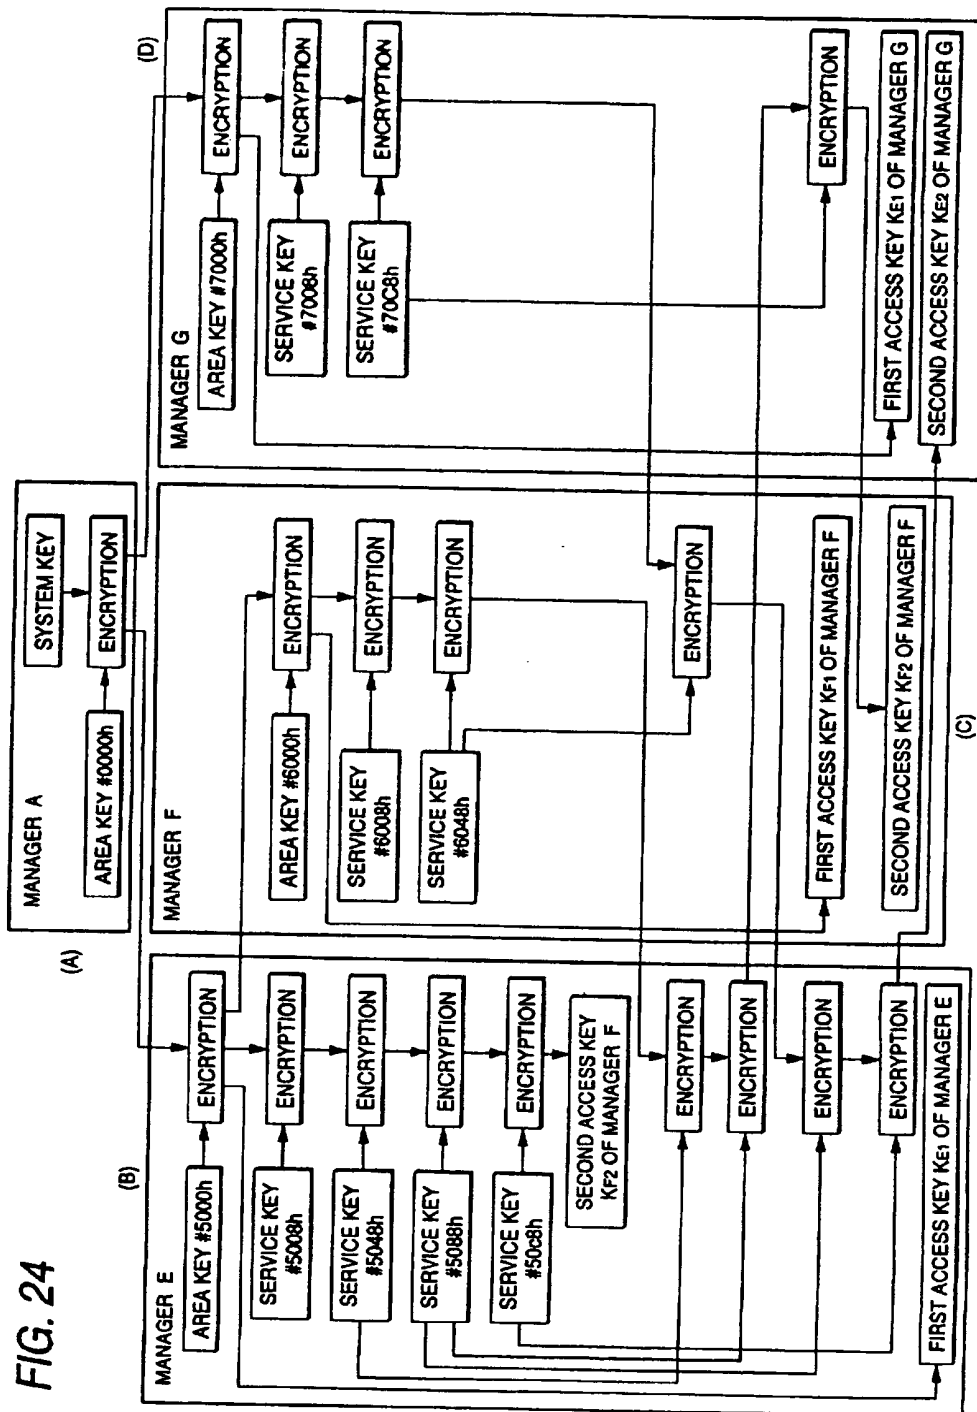 FIG. 24
(A)
MANAGER A
SYSTEM KEY
AREA KEY #0000h
ENCRYPTION
(B)
MANAGER E
AREA KEY #5000h
ENCRYPTION
SERVICE KEY
#5008h
ENCRYPTION
SERVICE KEY
#5048h
ENCRYPTION
SERVICE KEY
#5088h
ENCRYPTION
SERVICE KEY
#50c8h
ENCRYPTION
SECOND ACCESS KEY
KF2 OF MANAGER F
ENCRYPTION
ENCRYPTION
ENCRYPTION
ENCRYPTION
FIRST ACCESS KEY KE1 OF MANAGER E
MANAGER F
AREA KEY #6000h
ENCRYPTION
SERVICE KEY
#6008h
ENCRYPTION
SERVICE KEY
#6048h
ENCRYPTION
ENCRYPTION
FIRST ACCESS KEY KF1 OF MANAGER F
SECOND ACCESS KEY KF2 OF MANAGER F
(C)
(D)
MANAGER G
AREA KEY #7000h
ENCRYPTION
SERVICE KEY
#7008h
ENCRYPTION
SERVICE KEY
#70C8h
ENCRYPTION
ENCRYPTION
FIRST ACCESS KEY KE1 OF MANAGER G
SECOND ACCESS KEY KE2 OF MANAGER G